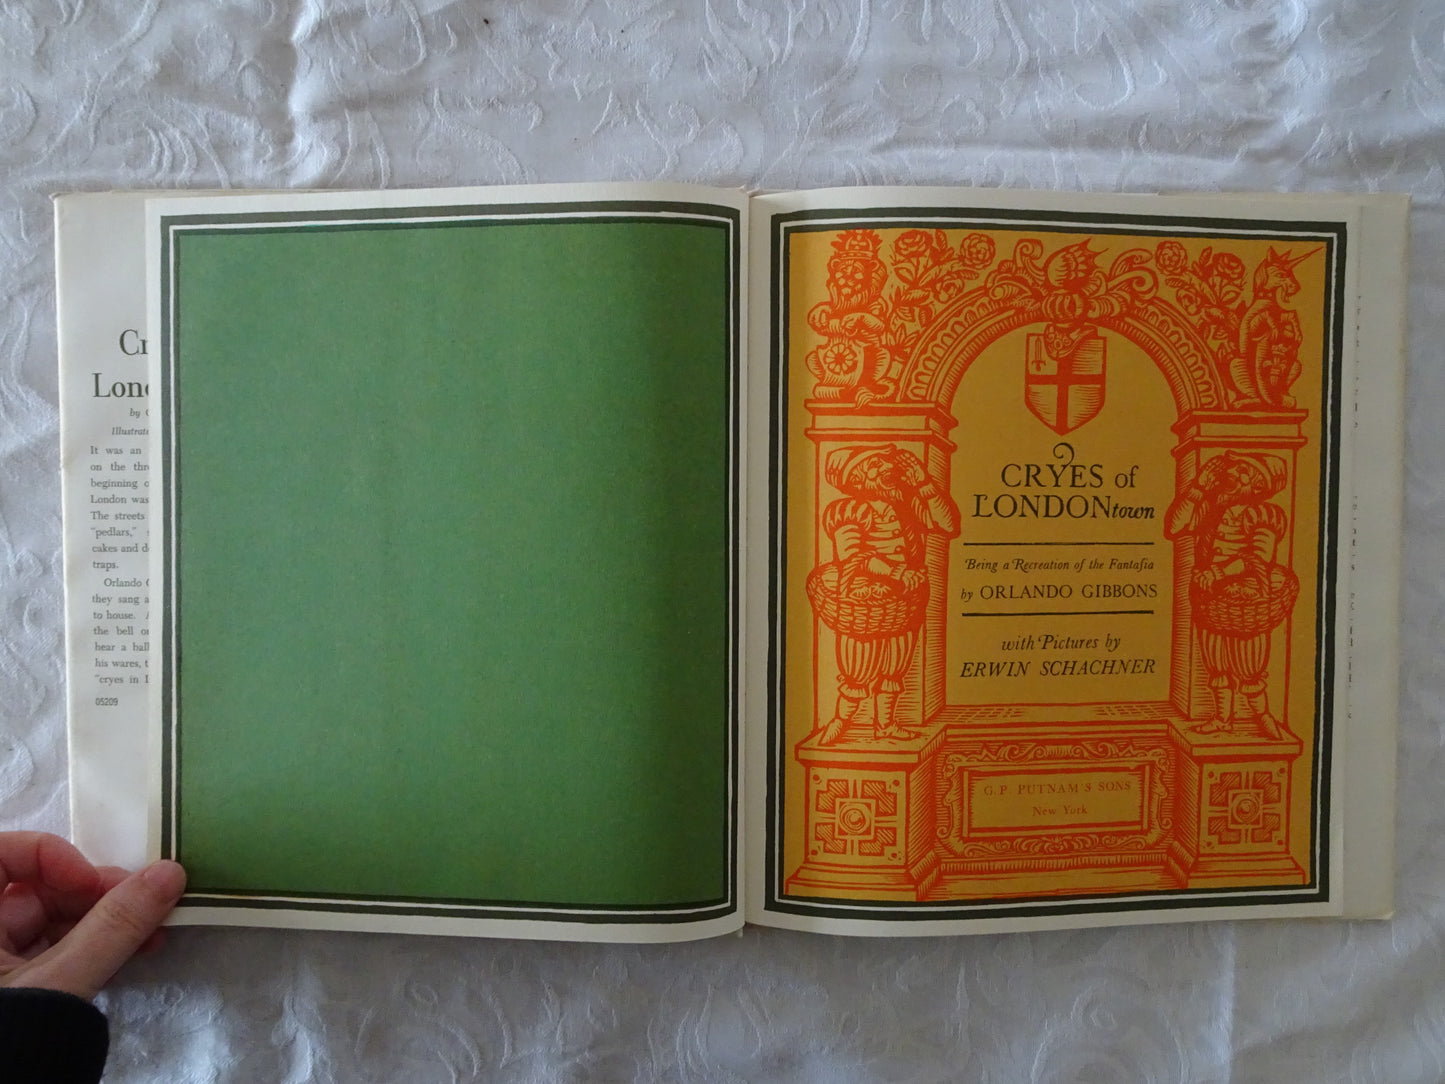 Lond
by
Illustrate
It was an
on the thr
beginning o
London was
The streets
"pedlars,"
cakes and d
traps.
Orlando
they sang a
to house.
the bell o
hear a ball
his wares, t
"cryes in
05209
CRYES of
LONDONtown
Being a Recreation of the Fantasia
by ORLANDO GIBBONS
with Pictures by
ERWIN SCHACHNER
G. P. PUTNAM'S SONS
New York